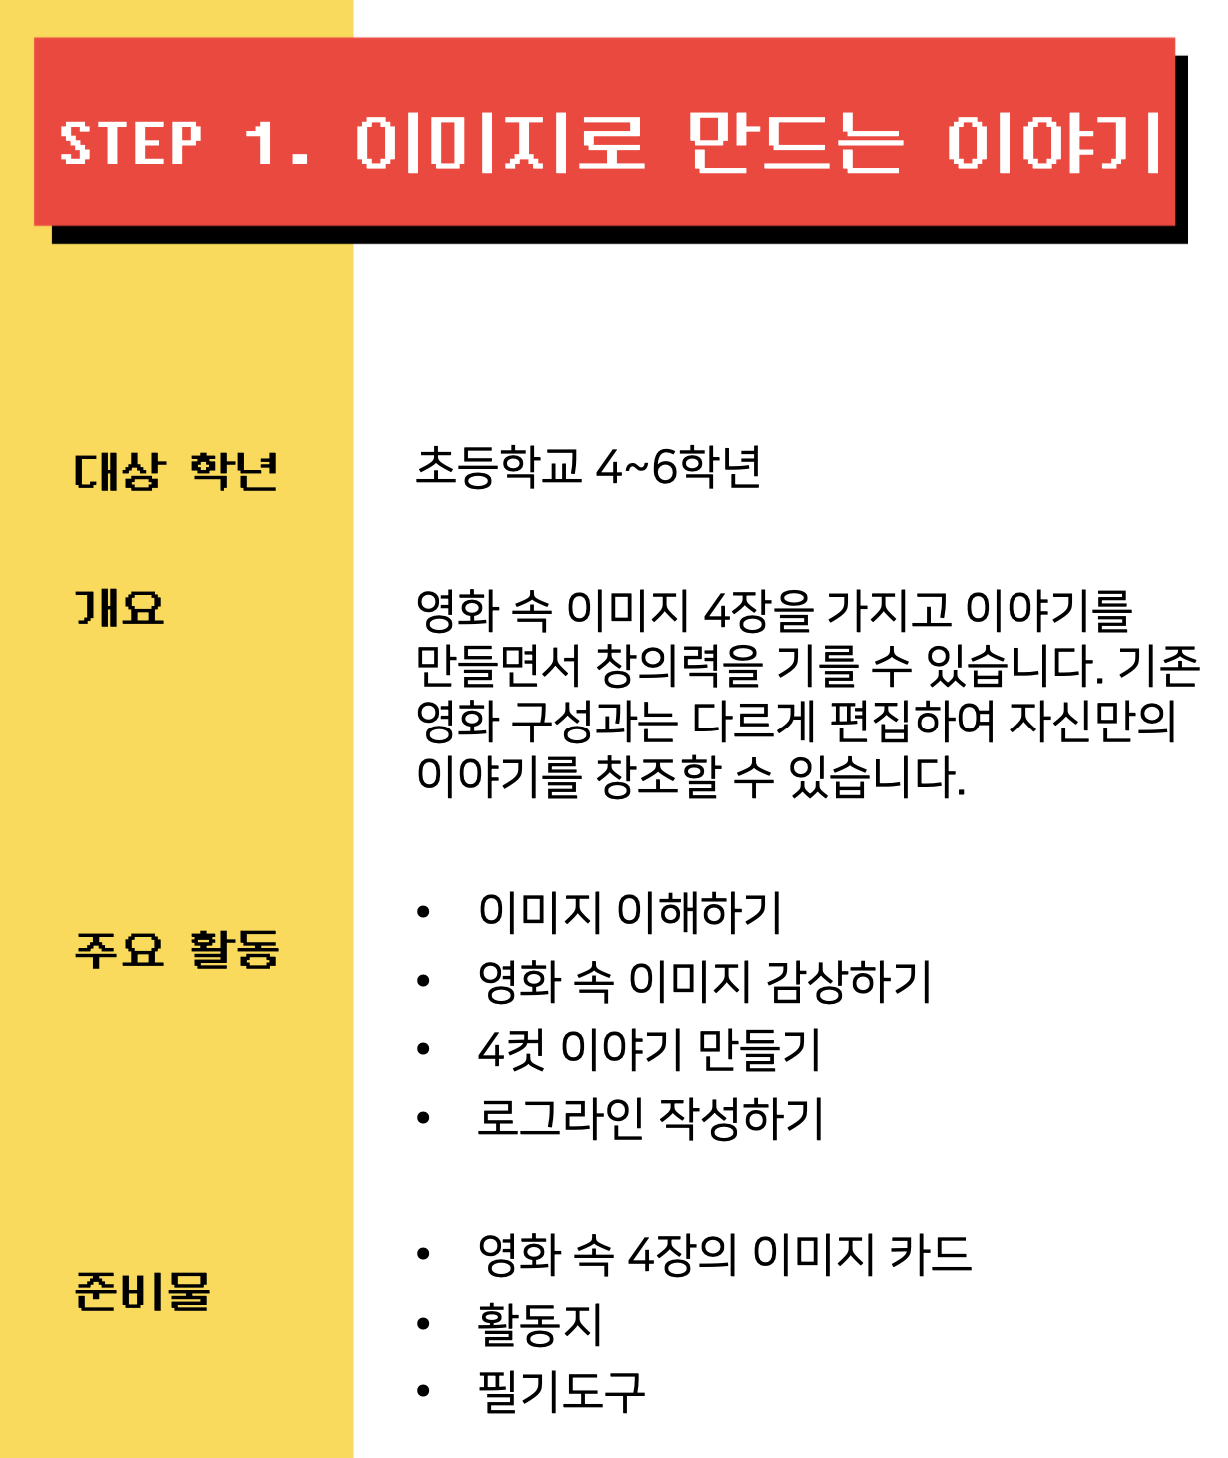 STEP 1. 이미지로 만드는 이야기
대상 학년
초등학교 4~6학년
개요
영화 속 이미지 4장을 가지고 이야기를
만들면서 창의력을 기를 수 있습니다. 기존
영화 구성과는 다르게 편집하여 자신만의
이야기를 창조할 수 있습니다.
주요 활동
• 이미지 이해하기
• 영화 속 이미지 감상하기
• 4컷 이야기 만들기
• 로그라인 작성하기
준비물
• 영화 속 4장의 이미지 카드
• 활동지
• 필기도구